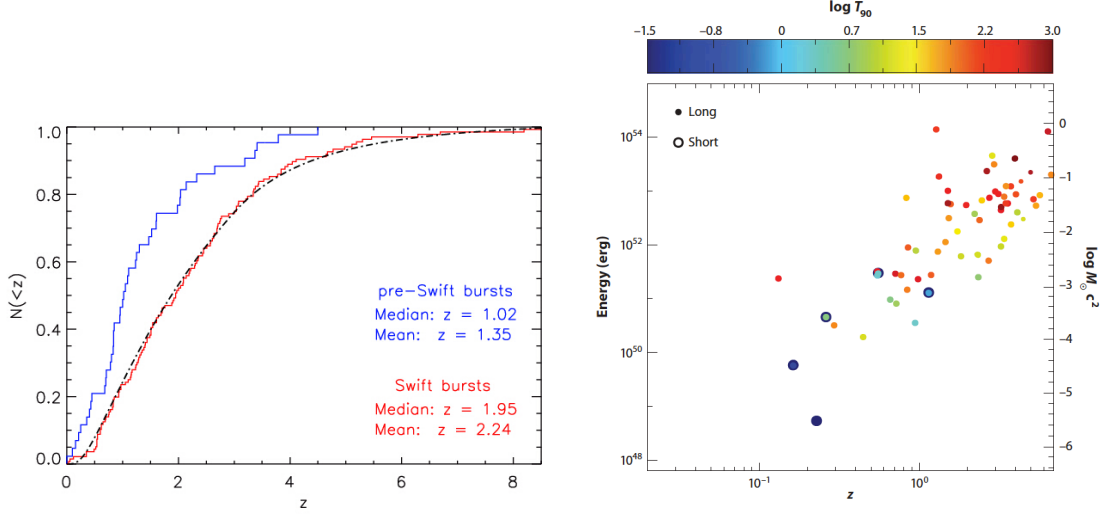 1.0
0.8
0.6
0.4
0.2
0.0
N(<z)
pre-Swift bursts
Median: z = 1.02
Mean: z = 1.35
Swift bursts
Median: z = 1.95
Mean: z = 2.24
0 2 4 6 8
z
log T90
−1.5 −0.8 0 0.7 1.5 2.2 3.0
Long
Short
10^54
10^52
10^50
10^48
Energy (erg)
0
−1
−2
−3
−4
−5
−6
log M☉ c^2
10^−1 10^0
z